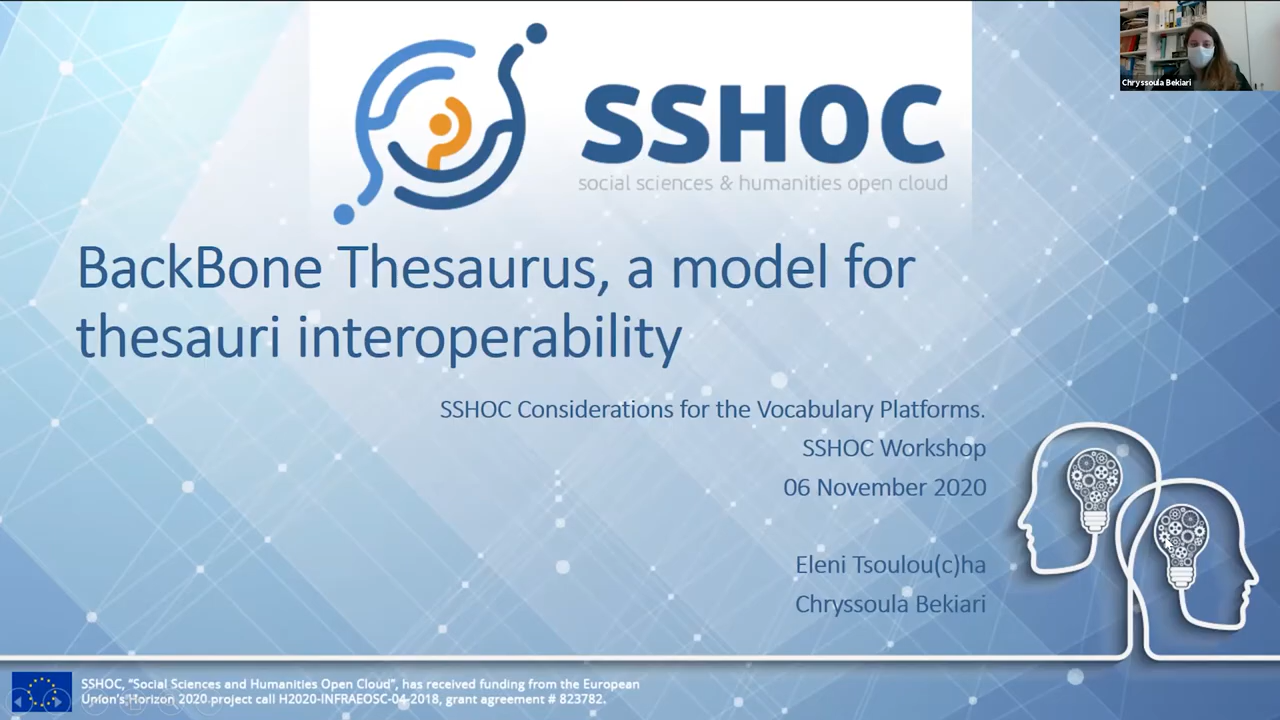 Chryssoula Bekiari
SSHOC
social sciences & humanities open cloud
BackBone Thesaurus, a model for
thesauri interoperability
SSHOC Considerations for the Vocabulary Platforms.
SSHOC Workshop
06 November 2020
Eleni Tsoulou(c)ha
Chryssoula Bekiari
SSHOC, "Social Sciences and Humanities Open Cloud", has received funding from the European
Union's Horizon 2020 project call H2020-INFRAEOSC-04-2018, grant agreement # 823782.